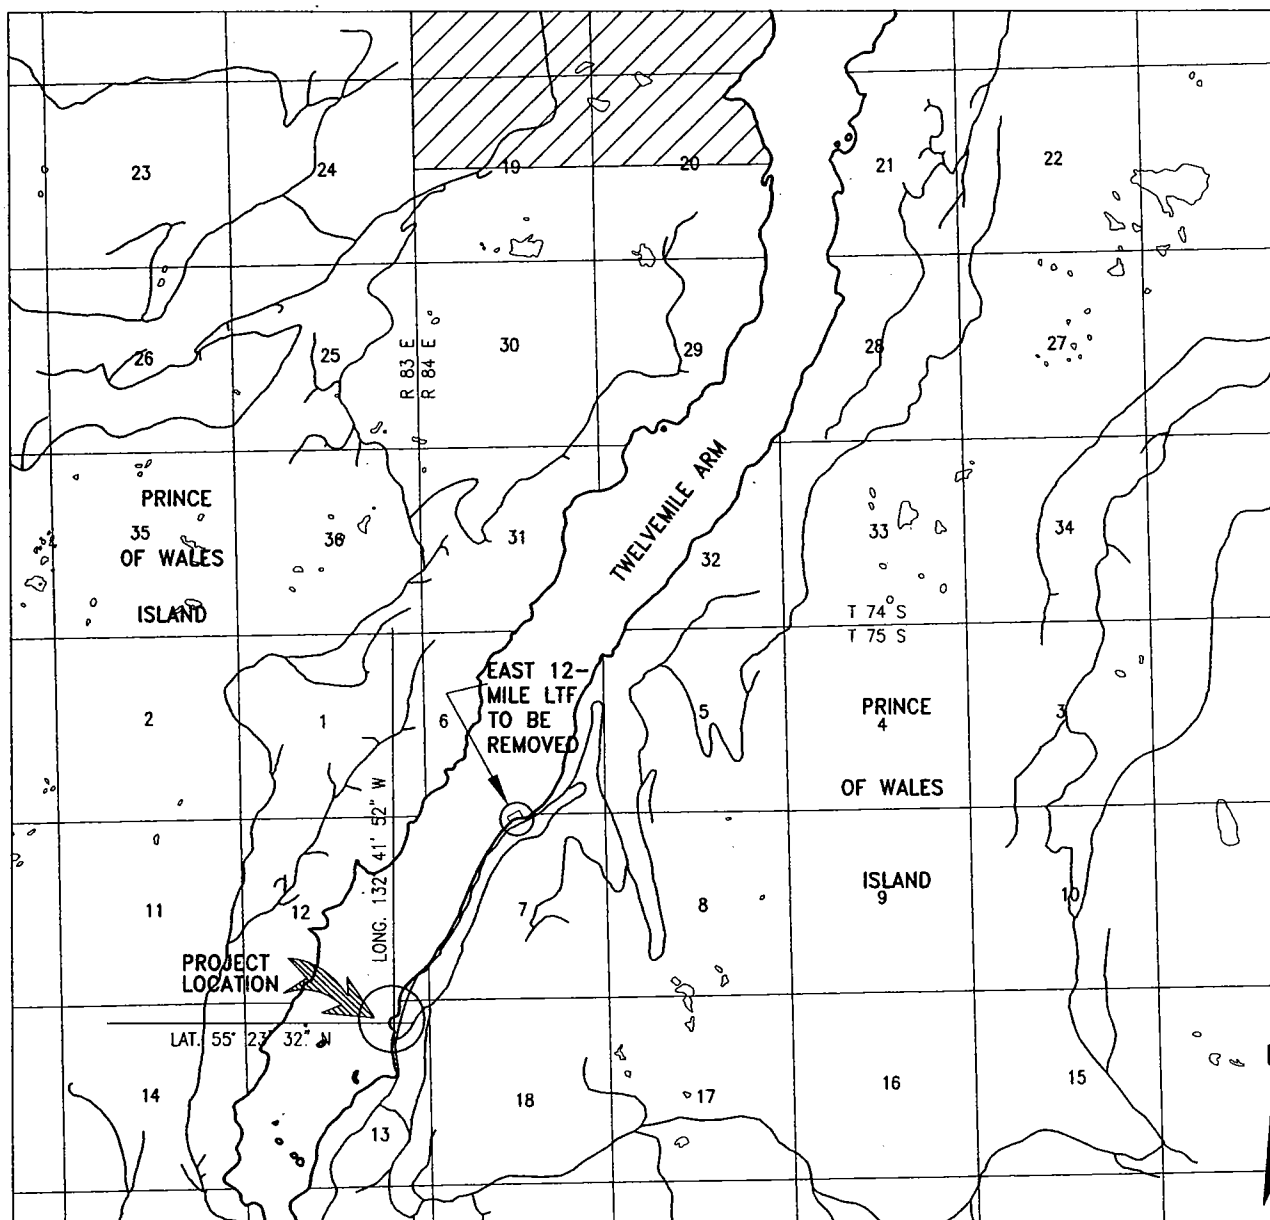 19
20
21
22
23
24
R 83 E
R 84 E
30
29
28
27
26
25
TWELVEMILE ARM
PRINCE
35
OF WALES
ISLAND
36
31
32
33
34
T 74 S
T 75 S
EAST 12-
MILE LTF
TO BE
REMOVED
2
1
6
5
PRINCE
4
OF WALES
ISLAND
9
3
LONG. 132° 41' 52" W
11
12
7
8
10
PROJECT
LOCATION
LAT. 55° 23' 32" N
14
13
18
17
16
15